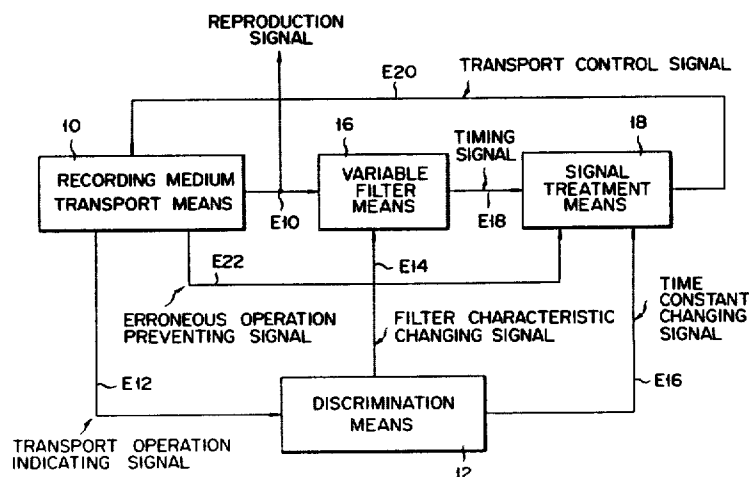 REPRODUCTION
SIGNAL
E20
TRANSPORT CONTROL SIGNAL
10
RECORDING MEDIUM
TRANSPORT MEANS
E10
16
VARIABLE
FILTER
MEANS
TIMING
SIGNAL
E18
18
SIGNAL
TREATMENT
MEANS
E22
E14
ERRONEOUS OPERATION
PREVENTING SIGNAL
FILTER CHARACTERISTIC
CHANGING SIGNAL
TIME
CONSTANT
CHANGING
SIGNAL
E12
E16
DISCRIMINATION
MEANS
12
TRANSPORT OPERATION
INDICATING SIGNAL